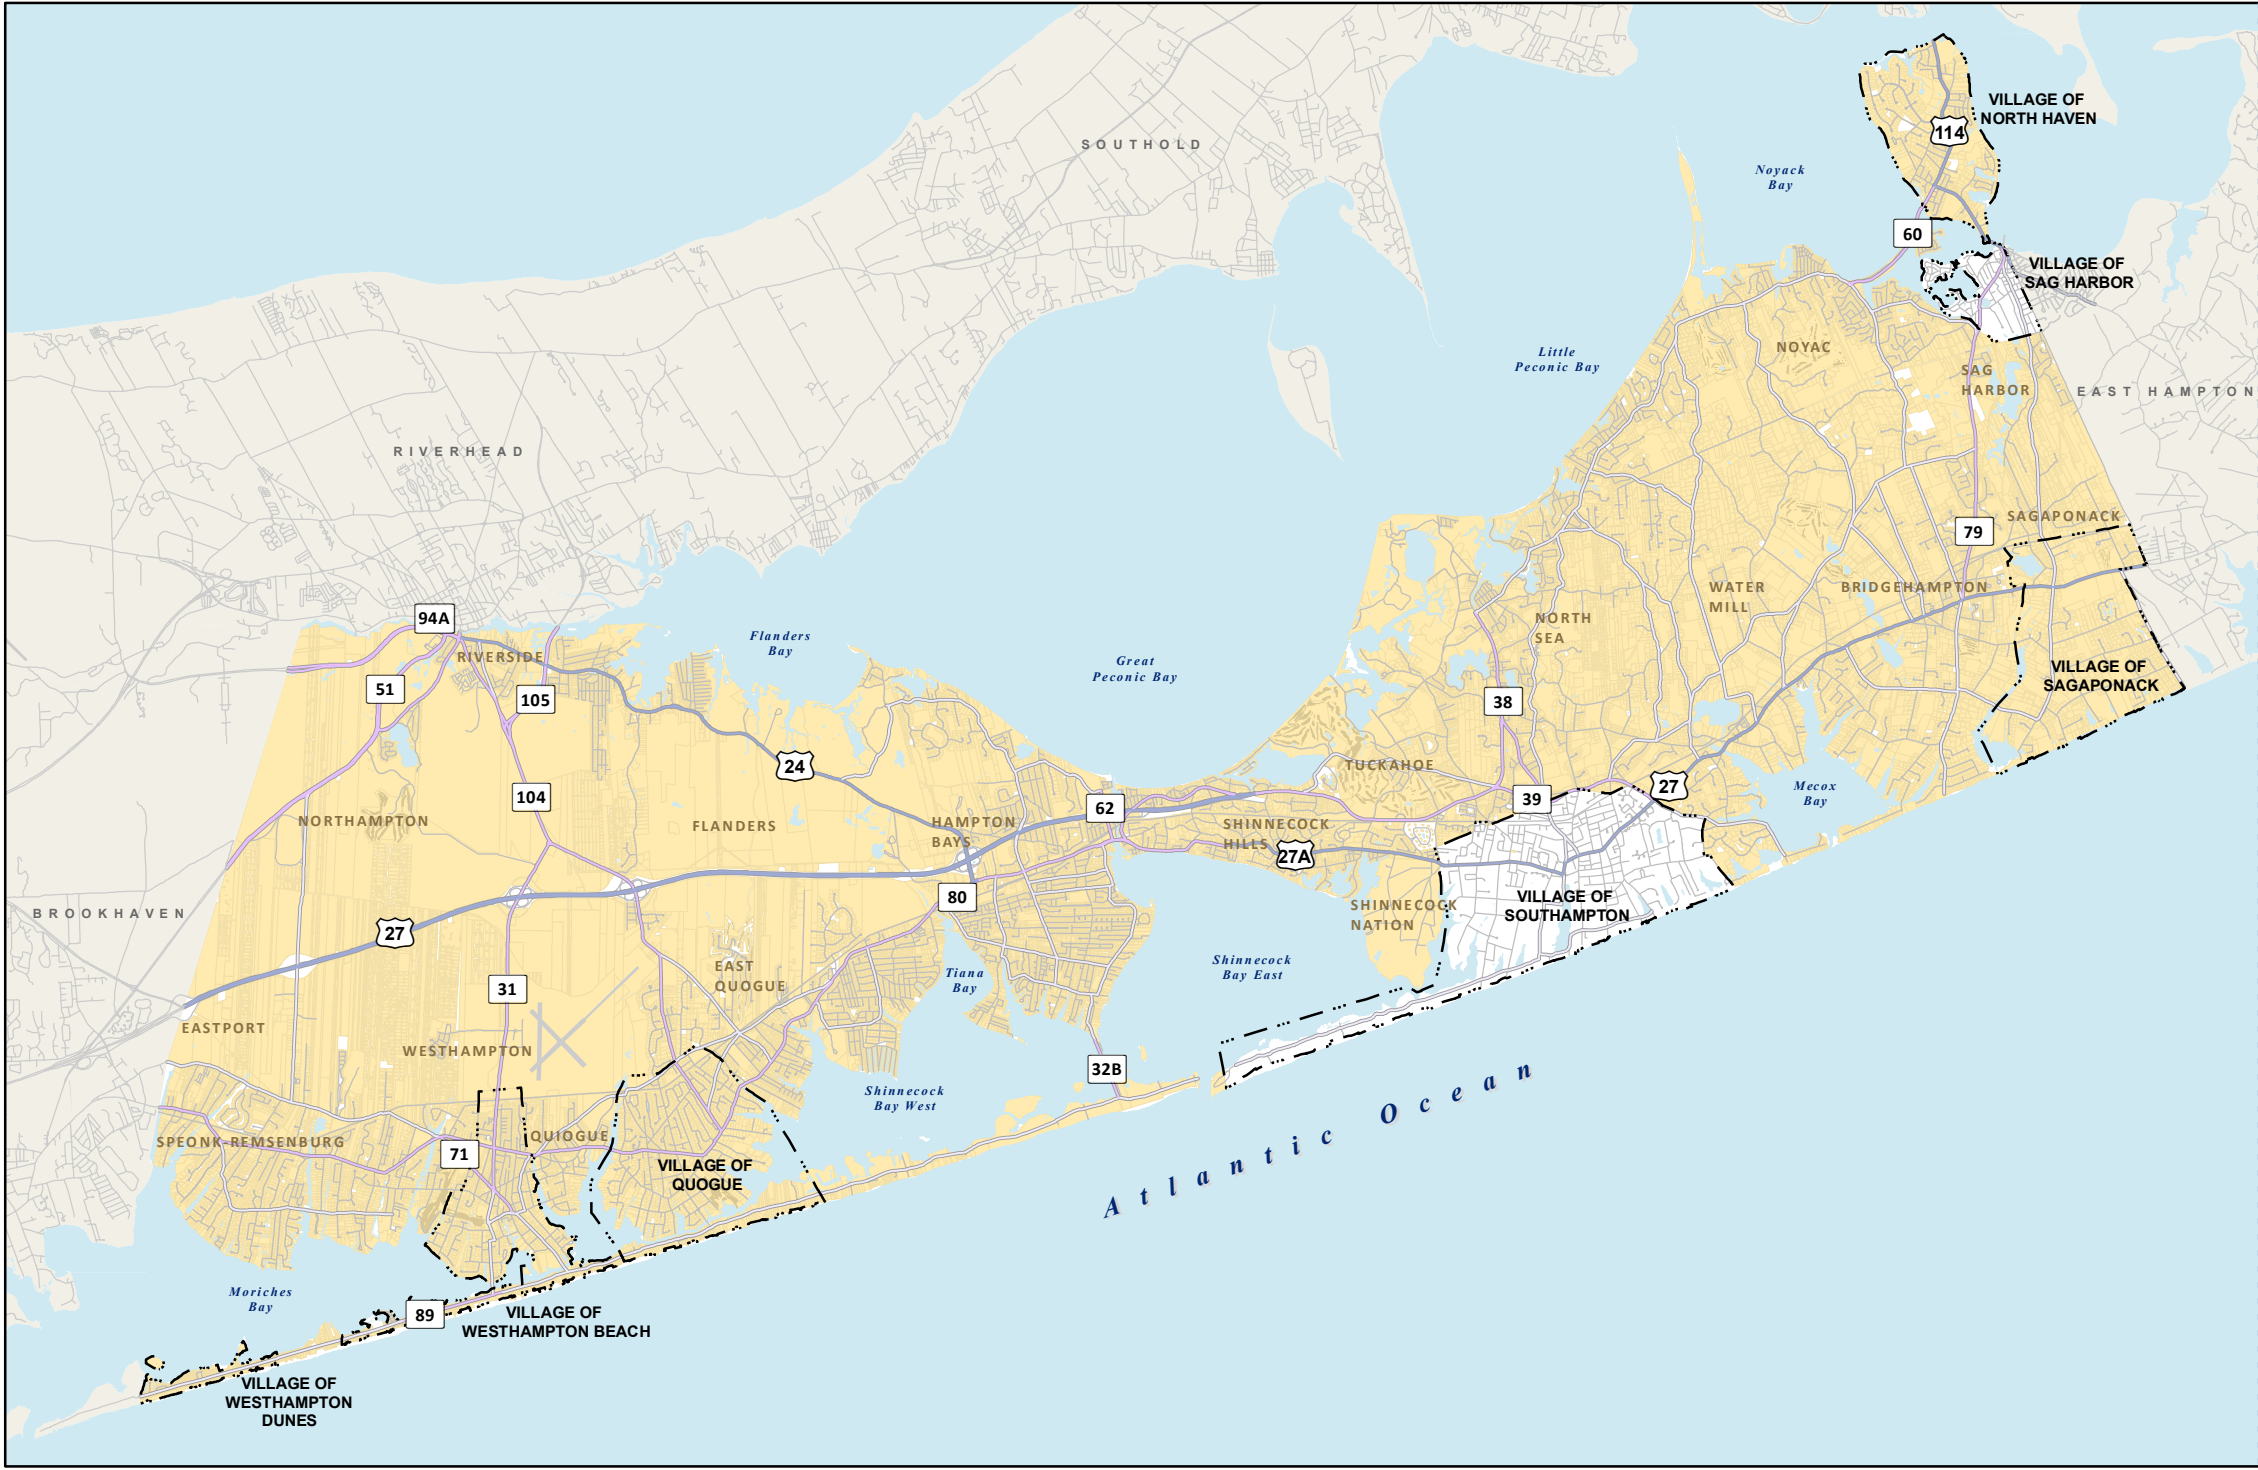 VILLAGE OF
NORTH HAVEN
114
SOUTHOLD
Noyack
Bay
60
VILLAGE OF
SAG HARBOR
NOYAC
Little
Peconic Bay
SAG
HARBOR
EAST HAMPTON
RIVERHEAD
SAGAPONACK
79
WATER
MILL
BRIDGEHAMPTON
94A
NORTH
SEA
Flanders
Bay
RIVERSIDE
Great
Peconic Bay
VILLAGE OF
SAGAPONACK
51
105
38
24
TUCKAHOE
27
Mecox
Bay
104
39
62
NORTHAMPTON
FLANDERS
HAMPTON
BAYS
SHINNECOCK
HILLS
27A
80
VILLAGE OF
SOUTHAMPTON
BROOKHAVEN
SHINNECOCK
NATION
27
EAST
QUOGUE
Tiana
Bay
Shinnecock
Bay East
31
EASTPORT
WESTHAMPTON
32B
Shinnecock
Bay West
Atlantic Ocean
SPEONK-REMSENBURG
71
QUIOGUE
VILLAGE OF
QUOGUE
Moriches
Bay
89
VILLAGE OF
WESTHAMPTON BEACH
VILLAGE OF
WESTHAMPTON
DUNES